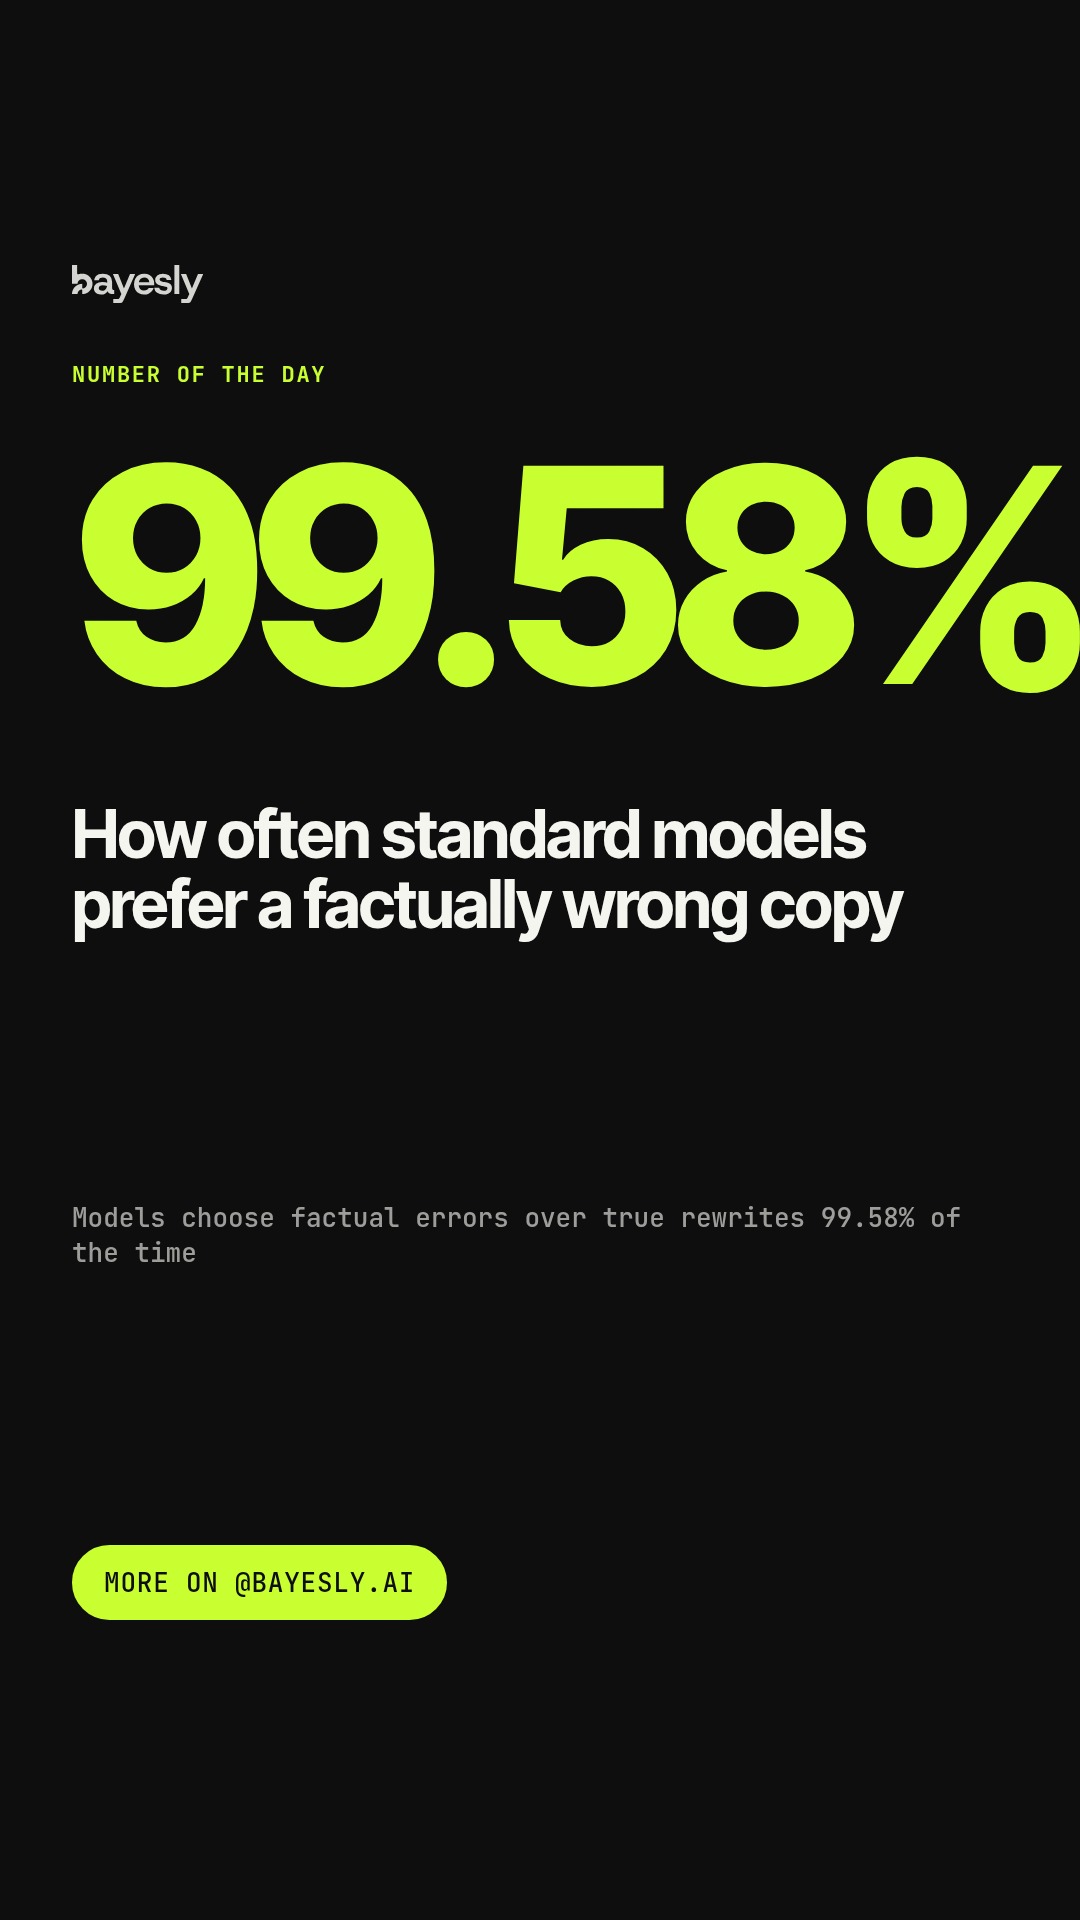 bayesly
NUMBER OF THE DAY
99.58%
How often standard models
prefer a factually wrong copy
Models choose factual errors over true rewrites 99.58% of
the time
MORE ON @BAYESLY.AI